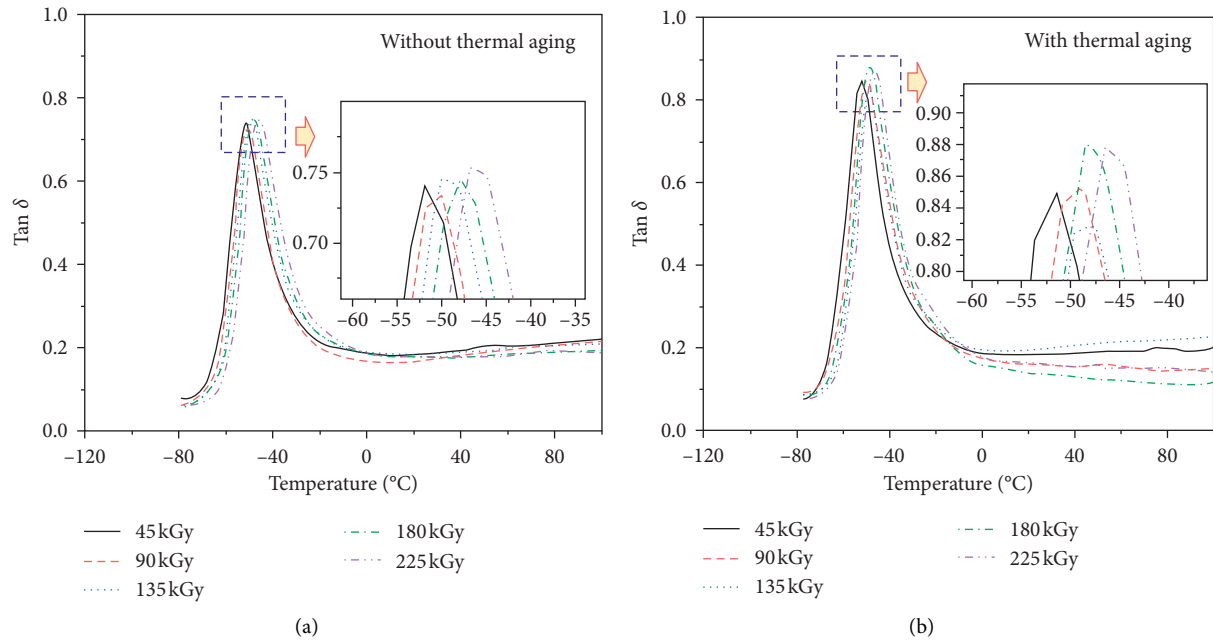 1.0
0.8
0.6
0.4
0.2
0.0
Tan δ
Without thermal aging
0.75
0.70
–60 –55 –50 –45 –40 –35
–120 –80 –40 0 40 80
Temperature (°C)
45 kGy
90 kGy
135 kGy
180 kGy
225 kGy
(a)
1.0
0.8
0.6
0.4
0.2
0.0
Tan δ
With thermal aging
0.90
0.88
0.86
0.84
0.82
0.80
–60 –55 –50 –45 –40
–120 –80 –40 0 40 80
Temperature (°C)
45 kGy
90 kGy
135 kGy
180 kGy
225 kGy
(b)